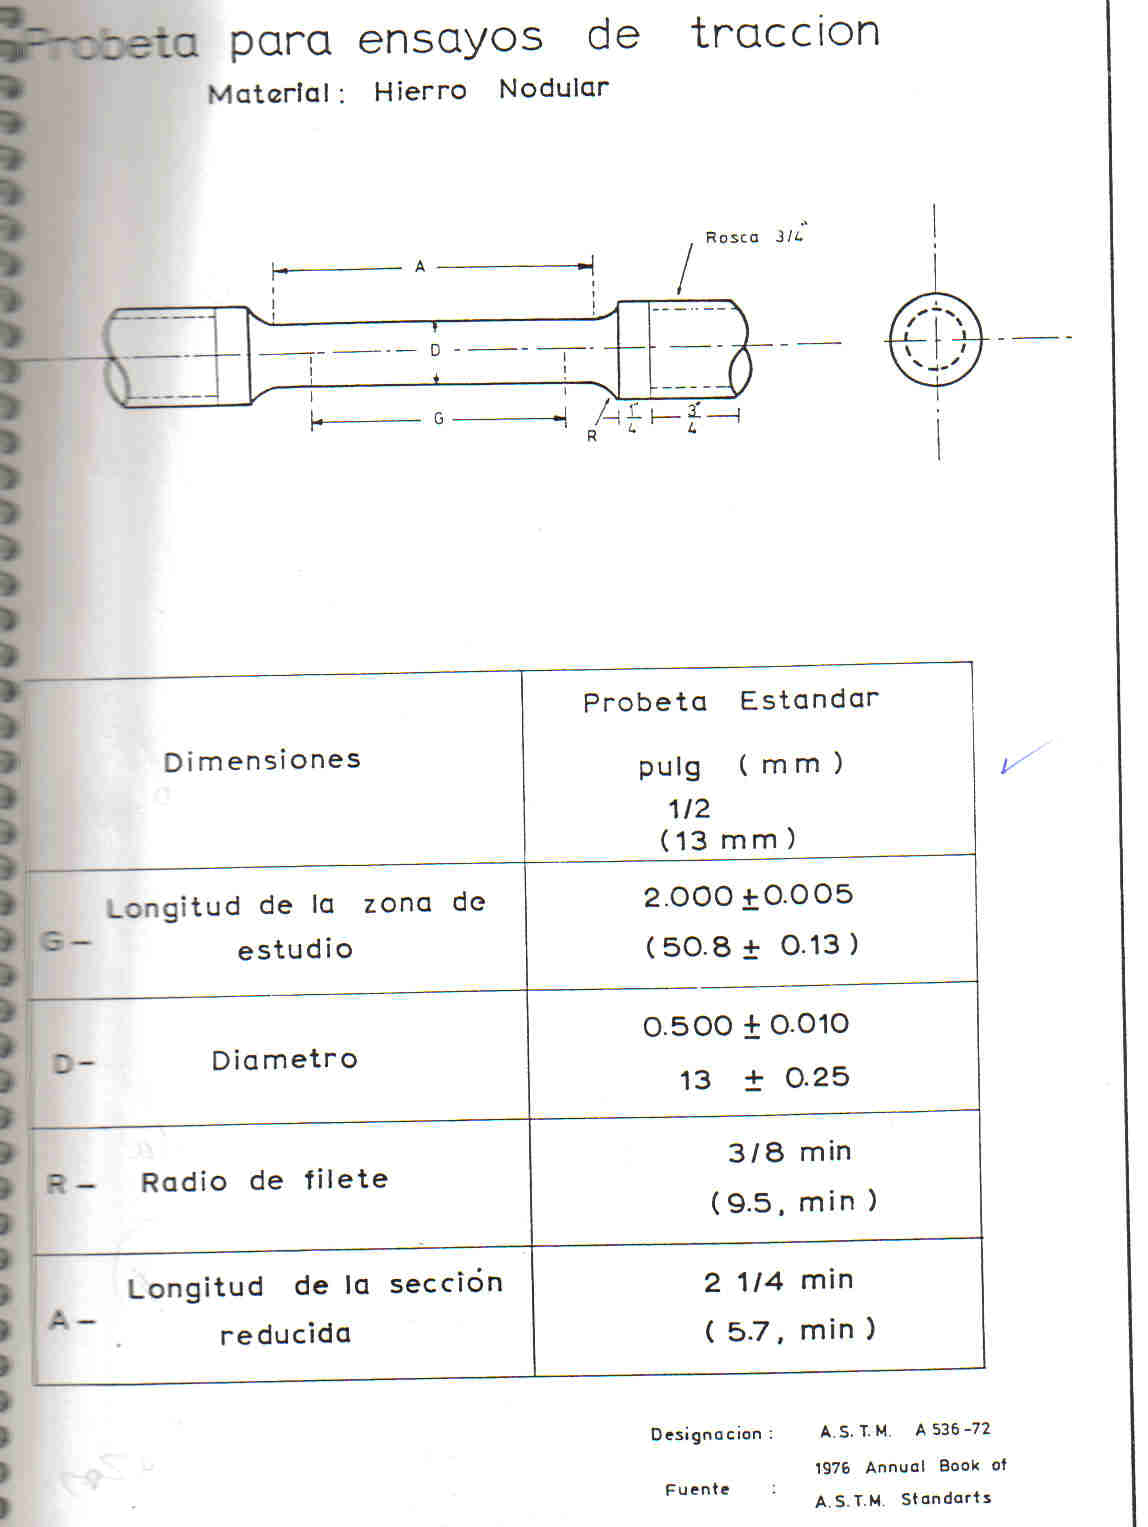 Probeta para ensayos de traccion
Material: Hierro Nodular
Rosca 3/4"
A
D
G
R
1"/4
3"/4
Dimensiones
Probeta Estandar
pulg (mm)
1/2
(13 mm)
G- Longitud de la zona de
estudio
2.000 ±0.005
(50.8 ± 0.13)
D- Diametro
0.500 ± 0.010
13 ± 0.25
R- Radio de filete
3/8 min
(9.5, min)
A- Longitud de la sección
reducida
2 1/4 min
(5.7, min)
Designacion: A.S.T.M. A 536-72
Fuente : 1976 Annual Book of
A.S.T.M. Standarts